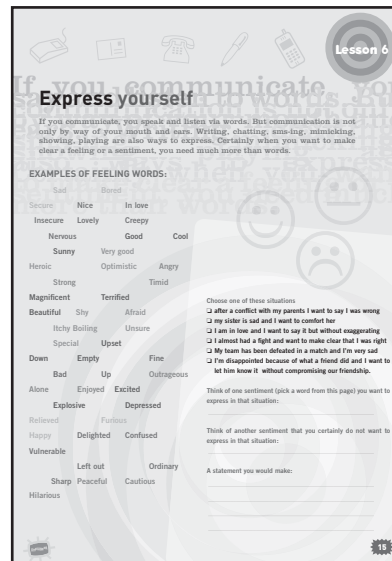 Lesson 6
Express yourself
If you communicate, you speak and listen via words. But communication is not
only by way of your mouth and ears. Writing, chatting, sms-ing, mimicking,
showing, playing are also ways to express. Certainly when you want to make
clear a feeling or a sentiment, you need much more than words.
EXAMPLES OF FEELING WORDS:
Sad Bored
Secure Nice In love
Insecure Lovely Creepy
Nervous Good Cool
Sunny Very good
Heroic Optimistic Angry
Strong Timid
Magnificent Terrified
Beautiful Shy Afraid
Itchy Boiling Unsure
Special Upset
Down Empty Fine
Bad Up Outrageous
Alone Enjoyed Excited
Explosive Depressed
Relieved Furious
Happy Delighted Confused
Vulnerable
Left out Ordinary
Sharp Peaceful Cautious
Hilarious
Choose one of these situations
❑ after a conflict with my parents I want to say I was wrong
❑ my sister is sad and I want to comfort her
❑ I am in love and I want to say it but without exaggerating
❑ I almost had a fight and want to make clear that I was right
❑ My team has been defeated in a match and I'm very sad
❑ I'm disappointed because of what a friend did and I want to
let him know it without compromising our friendship.
Think of one sentiment (pick a word from this page) you want to
express in that situation:
Think of another sentiment that you certainly do not want to
express in that situation:
A statement you would make:
15